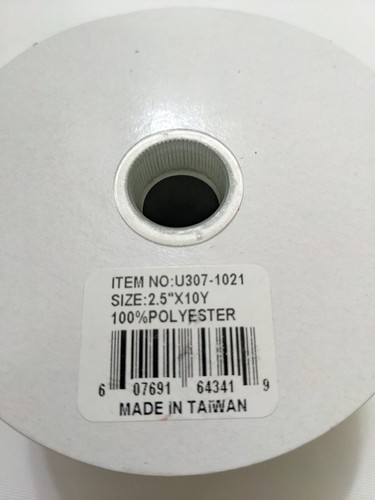 ITEM NO:U307-1021
SIZE:2.5"X10Y
100%POLYESTER
6 07691 64341 9
MADE IN TAIWAN